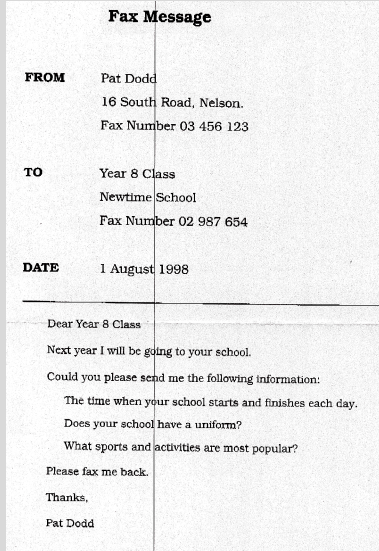 Fax Message
FROM Pat Dodd
16 South Road, Nelson.
Fax Number 03 456 123
TO Year 8 Class
Newtime School
Fax Number 02 987 654
DATE 1 August 1998
Dear Year 8 Class
Next year I will be going to your school.
Could you please send me the following information:
The time when your school starts and finishes each day.
Does your school have a uniform?
What sports and activities are most popular?
Please fax me back.
Thanks,
Pat Dodd